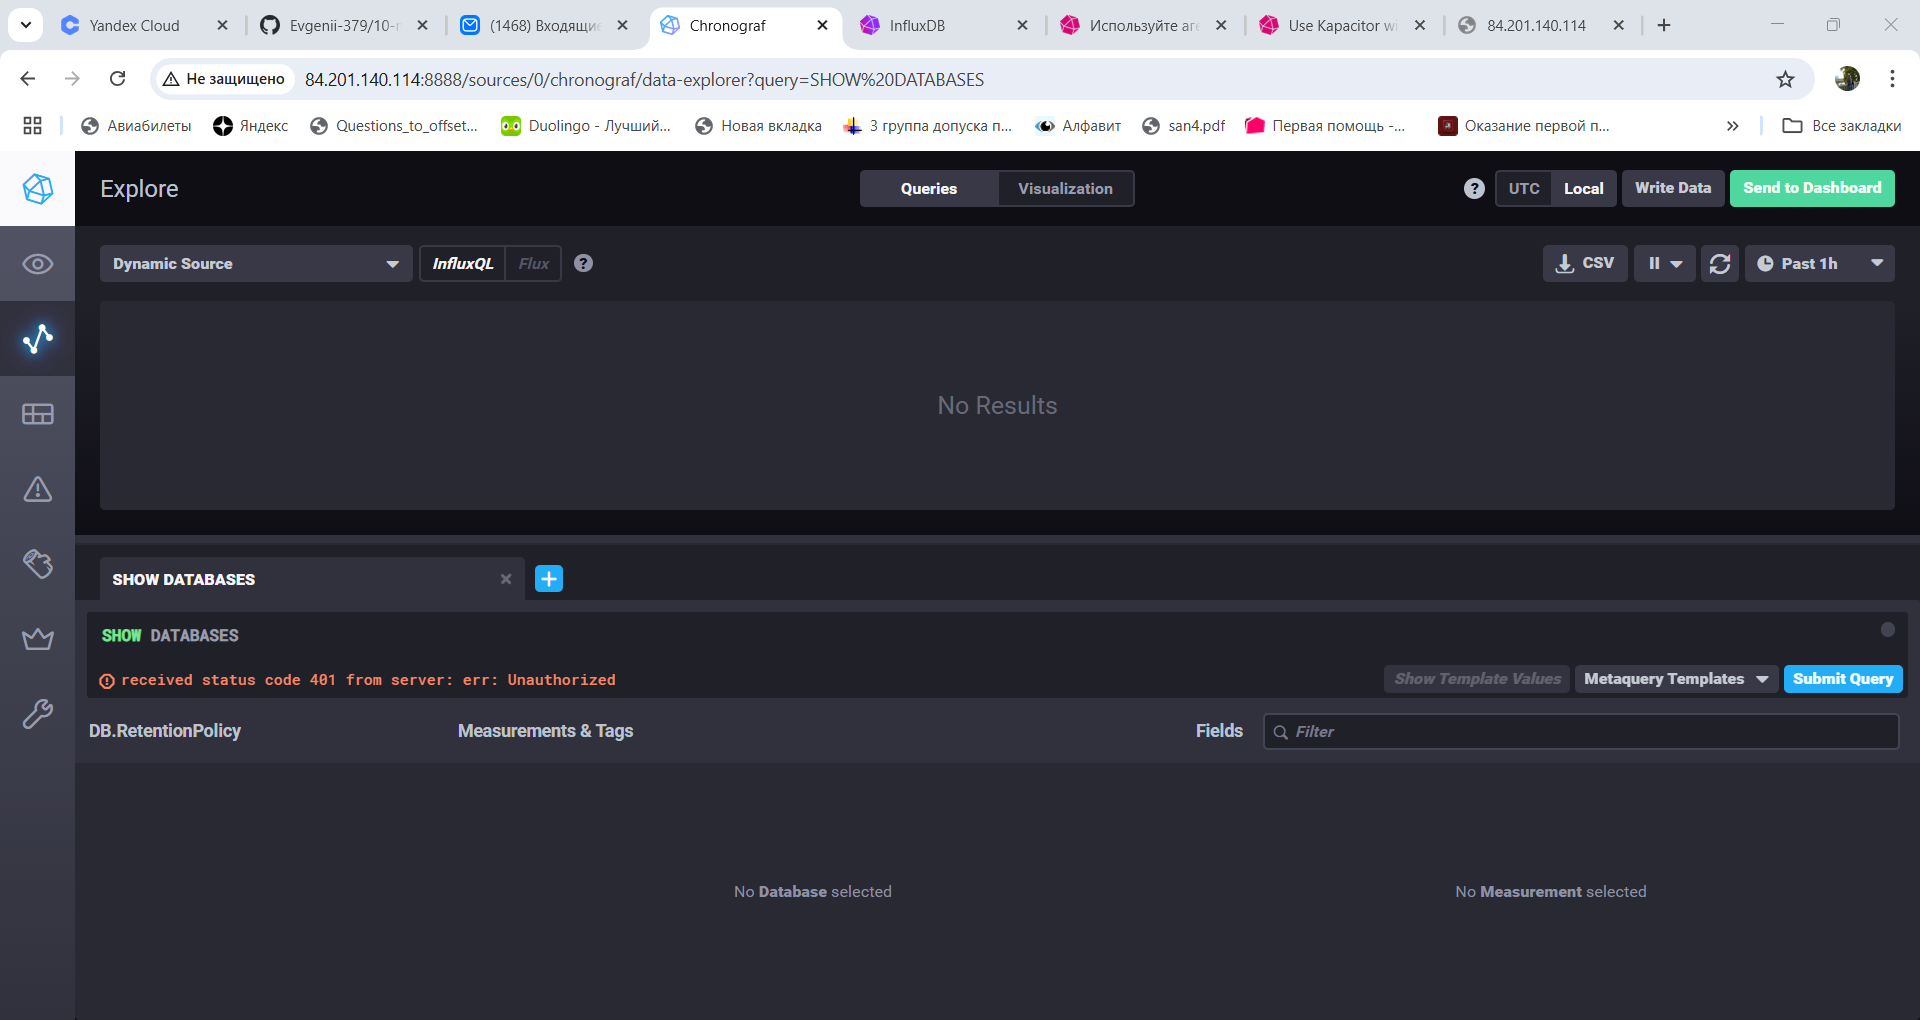 Yandex Cloud
Evgenii-379/10-r
(1468) Входящие
Chronograf
InfluxDB
Используйте аге
Use Kapacitor wi
84.201.140.114
Не защищено
84.201.140.114:8888/sources/0/chronograf/data-explorer?query=SHOW%20DATABASES
Авиабилеты
Яндекс
Questions_to_offset...
Duolingo - Лучший...
Новая вкладка
3 группа допуска п...
Алфавит
san4.pdf
Первая помощь -...
Оказание первой п...
Все закладки
Explore
Queries
Visualization
UTC
Local
Write Data
Send to Dashboard
Dynamic Source
InfluxQL
Flux
CSV
Past 1h
No Results
SHOW DATABASES
SHOW DATABASES
received status code 401 from server: err: Unauthorized
Show Template Values
Metaquery Templates
Submit Query
DB.RetentionPolicy
Measurements & Tags
Fields
Filter
No Database selected
No Measurement selected